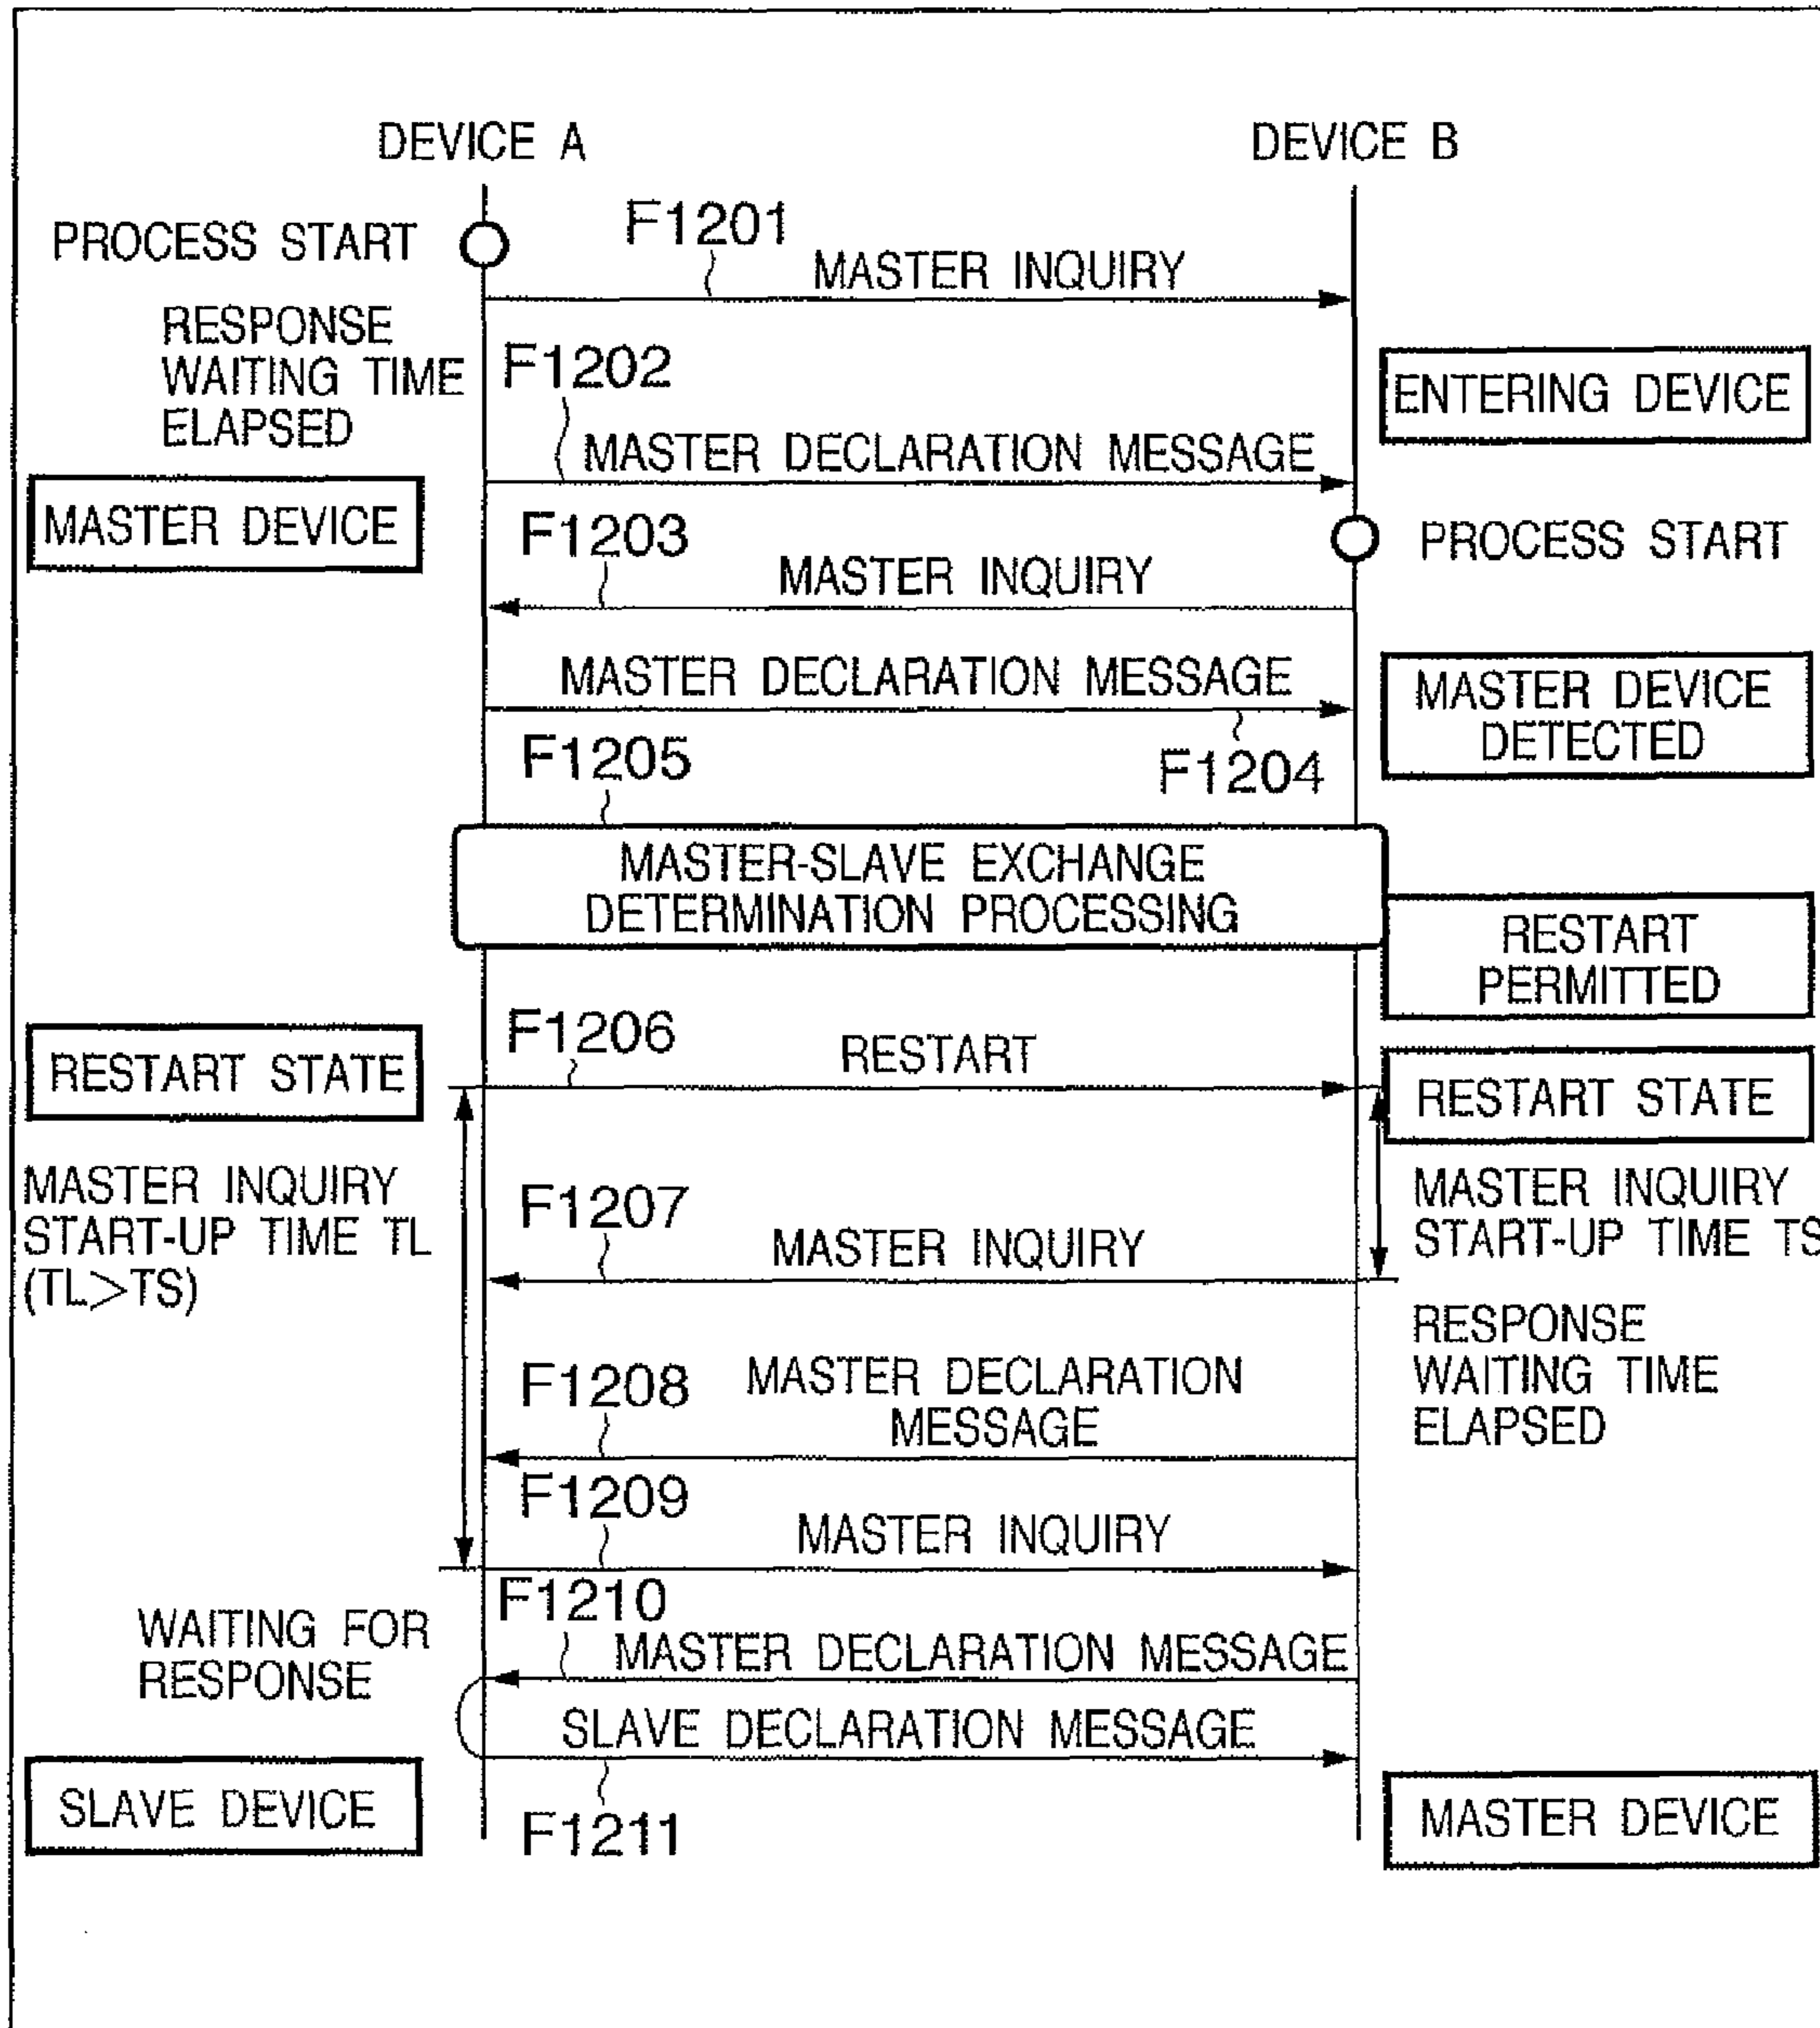 DEVICE A
DEVICE B
PROCESS START
F1201
MASTER INQUIRY
RESPONSE
WAITING TIME
ELAPSED
F1202
ENTERING DEVICE
MASTER DECLARATION MESSAGE
MASTER DEVICE
F1203
PROCESS START
MASTER INQUIRY
MASTER DECLARATION MESSAGE
MASTER DEVICE
DETECTED
F1204
F1205
MASTER-SLAVE EXCHANGE
DETERMINATION PROCESSING
RESTART
PERMITTED
F1206
RESTART
RESTART STATE
RESTART STATE
MASTER INQUIRY
START-UP TIME TL
(TL>TS)
F1207
MASTER INQUIRY
MASTER INQUIRY
START-UP TIME TS
RESPONSE
WAITING TIME
ELAPSED
F1208
MASTER DECLARATION
MESSAGE
F1209
MASTER INQUIRY
F1210
WAITING FOR
RESPONSE
MASTER DECLARATION MESSAGE
SLAVE DECLARATION MESSAGE
SLAVE DEVICE
F1211
MASTER DEVICE